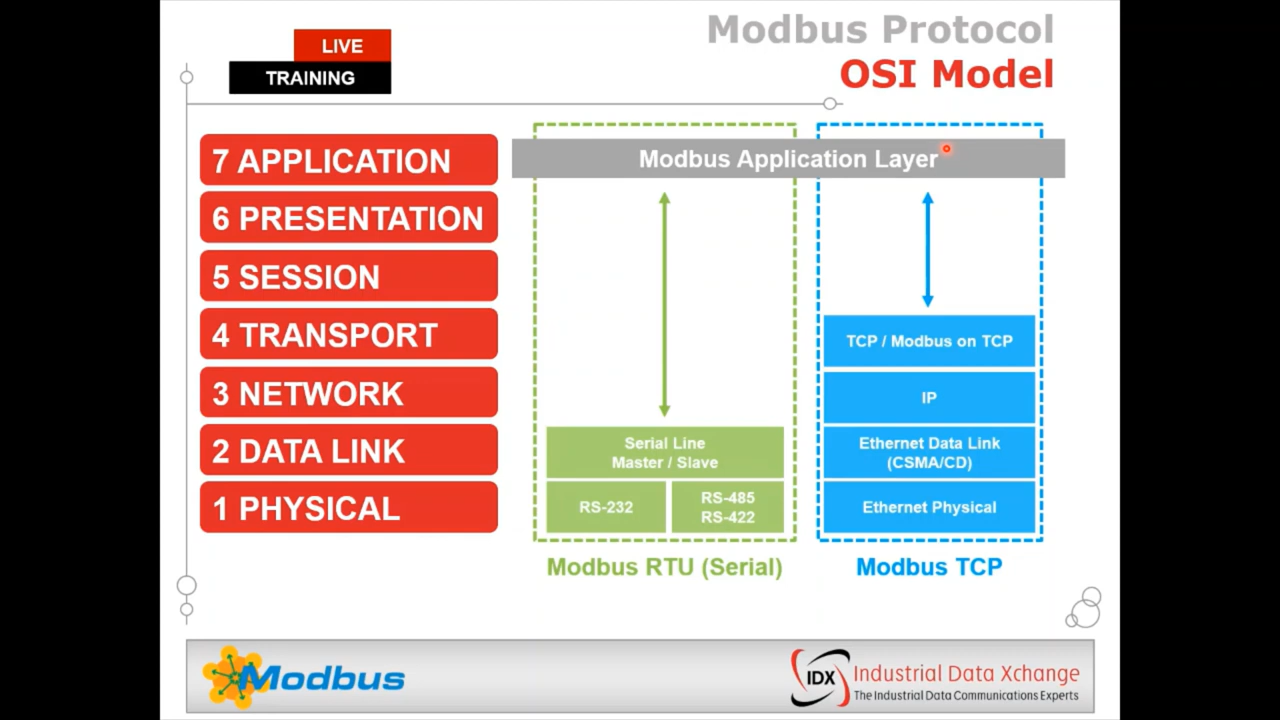 LIVE
TRAINING
Modbus Protocol
OSI Model
7 APPLICATION
6 PRESENTATION
5 SESSION
4 TRANSPORT
3 NETWORK
2 DATA LINK
1 PHYSICAL
Modbus Application Layer
Serial Line
Master / Slave
RS-232
RS-485
RS-422
Modbus RTU (Serial)
TCP / Modbus on TCP
IP
Ethernet Data Link
(CSMA/CD)
Ethernet Physical
Modbus TCP
Modbus
IDX
Industrial Data Xchange
The Industrial Data Communications Experts